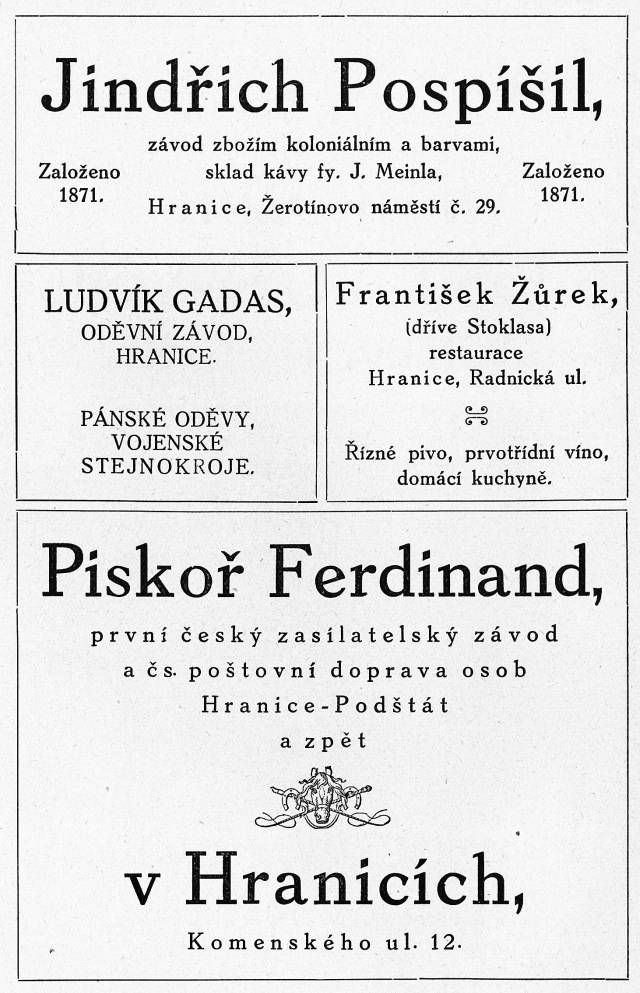 Jindřich Pospíšil,
závod zbožím koloniálním a barvami,
Založeno
1871.
sklad kávy fy. J. Meinla,
Hranice, Žerotínovo náměstí č. 29.
Založeno
1871.
LUDVÍK GADAS,
ODĚVNÍ ZÁVOD,
HRANICE.
PÁNSKÉ ODĚVY,
VOJENSKÉ
STEJNOKROJE.
František Žůrek,
(dříve Stoklasa)
restaurace
Hranice, Radnická ul.
Řízné pivo, prvotřídní víno,
domácí kuchyně.
Piskoř Ferdinand,
první český zasílatelský závod
a čs. poštovní doprava osob
Hranice-Podštát
a zpět
v Hranicích,
Komenského ul. 12.